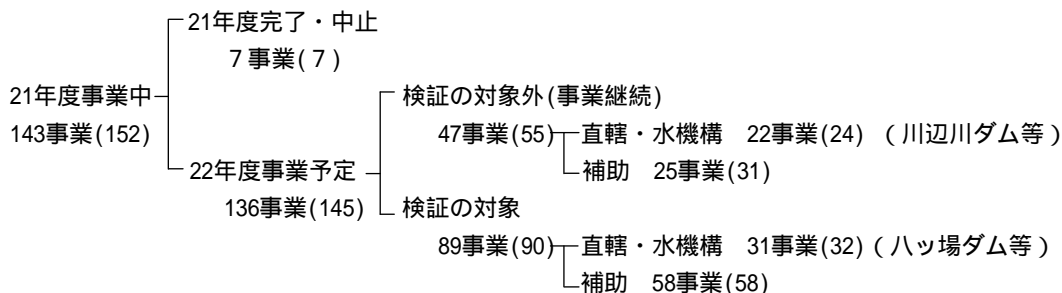 21年度完了・中止
7事業(7)
21年度事業中
143事業(152)
検証の対象外(事業継続)
47事業(55) 直轄・水機構 22事業(24) (川辺川ダム等)
補助 25事業(31)
22年度事業予定
136事業(145)
検証の対象
89事業(90) 直轄・水機構 31事業(32) (八ッ場ダム等)
補助 58事業(58)